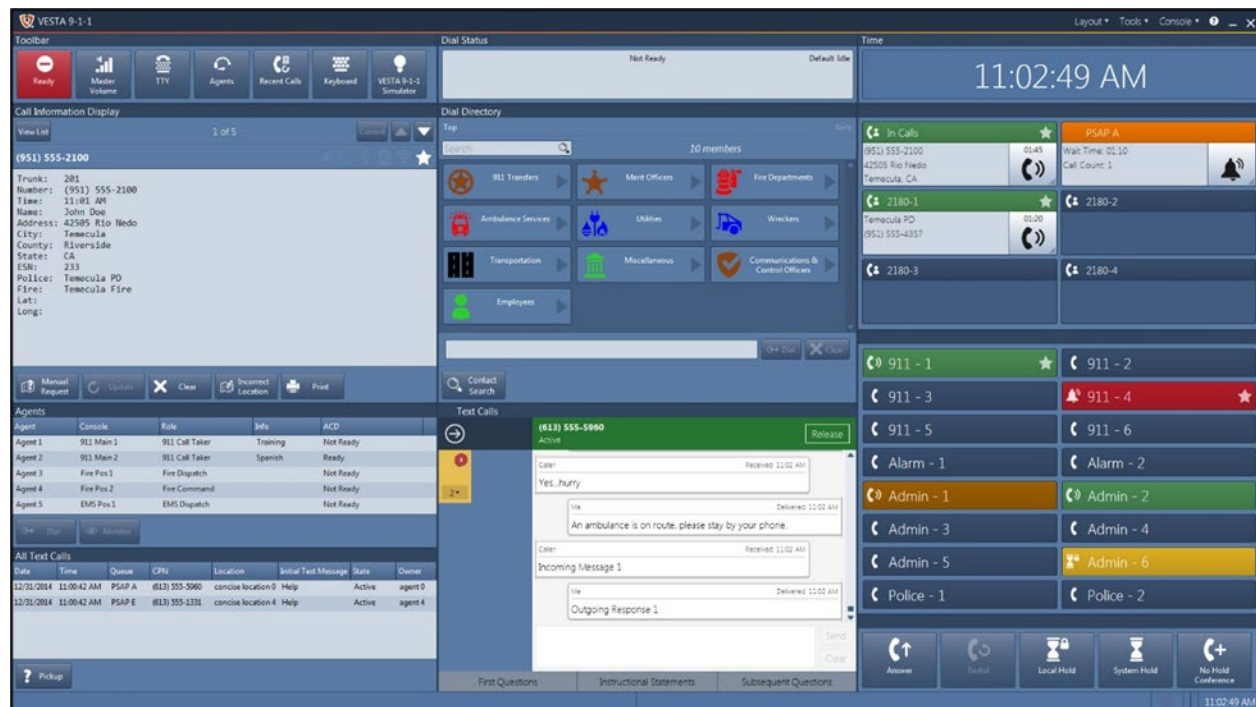 VESTA 9-1-1
Layout Tools Console ?
Toolbar
Ready
Master Volume
TTY
Agents
Recent Calls
Keyboard
VESTA 9-1-1 Simulator
Dial Status
Not Ready Default Idle
Time
11:02:49 AM
Call Information Display
View List 1 of 5 Current
(951) 555-2100
Trunk: 201
Number: (951) 555-2100
Time: 11:01 AM
Name: John Doe
Address: 42505 Rio Nedo
City: Temecula
County: Riverside
State: CA
ESN: 233
Police: Temecula PD
Fire: Temecula Fire
Lat:
Long:
Manual Request
Update
Clear
Incorrect Location
Print
Dial Directory
Top Back
Search 10 members
911 Transfers
Merit Officers
Fire Departments
Ambulance Services
Utilities
Wreckers
Transportation
Miscellaneous
Communications & Control Officers
Employees
Dial Clear
Contact Search
In Calls
(951) 555-2100 01:45
42505 Rio Nedo
Temecula, CA
PSAP A
Wait Time: 01:10
Call Count: 1
2180-1
Temecula PD 01:20
(951) 555-4357
2180-2
2180-3
2180-4
911 - 1
911 - 2
911 - 3
911 - 4
911 - 5
911 - 6
Alarm - 1
Alarm - 2
Admin - 1
Admin - 2
Admin - 3
Admin - 4
Admin - 5
Admin - 6
Police - 1
Police - 2
Answer
Redial
Local Hold
System Hold
No Hold Conference
Agents
Agent Console Role Info ACD
Agent 1 911 Main 1 911 Call Taker Training Not Ready
Agent 2 911 Main 2 911 Call Taker Spanish Ready
Agent 3 Fire Pos 1 Fire Dispatch Not Ready
Agent 4 Fire Pos 2 Fire Command Not Ready
Agent 5 EMS Pos 1 EMS Dispatch Not Ready
Dial Monitor
All Text Calls
Date Time Queue CPN Location Initial Text Message State Owner
12/31/2014 11:00:42 AM PSAP A (613) 555-5960 concise location 0 Help Active agent 0
12/31/2014 11:00:42 AM PSAP E (613) 555-1331 concise location 4 Help Active agent 4
? Pickup
Text Calls
(613) 555-5960
Active
Release
2
Caller Received 11:02 AM
Yes..hurry
Me Delivered 11:02 AM
An ambulance is on route, please stay by your phone.
Caller Received 11:02 AM
Incoming Message 1
Me Delivered 11:02 AM
Outgoing Response 1
Send
Clear
First Questions Instructional Statements Subsequent Questions
11:02:49 AM